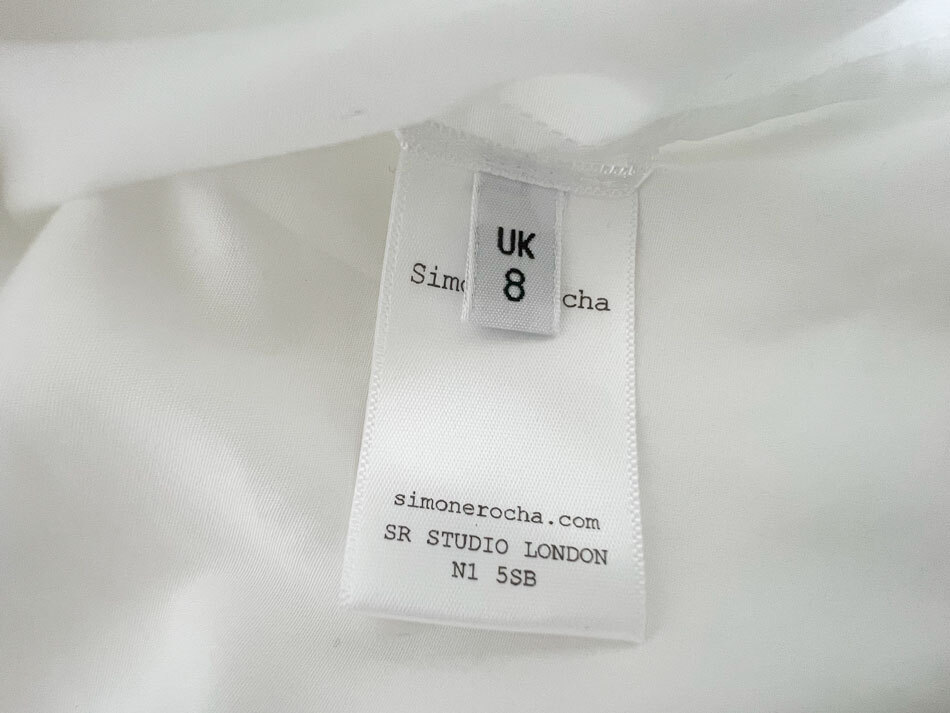 UK
8
Simo cha
simonerocha.com
SR STUDIO LONDON
N1 5SB